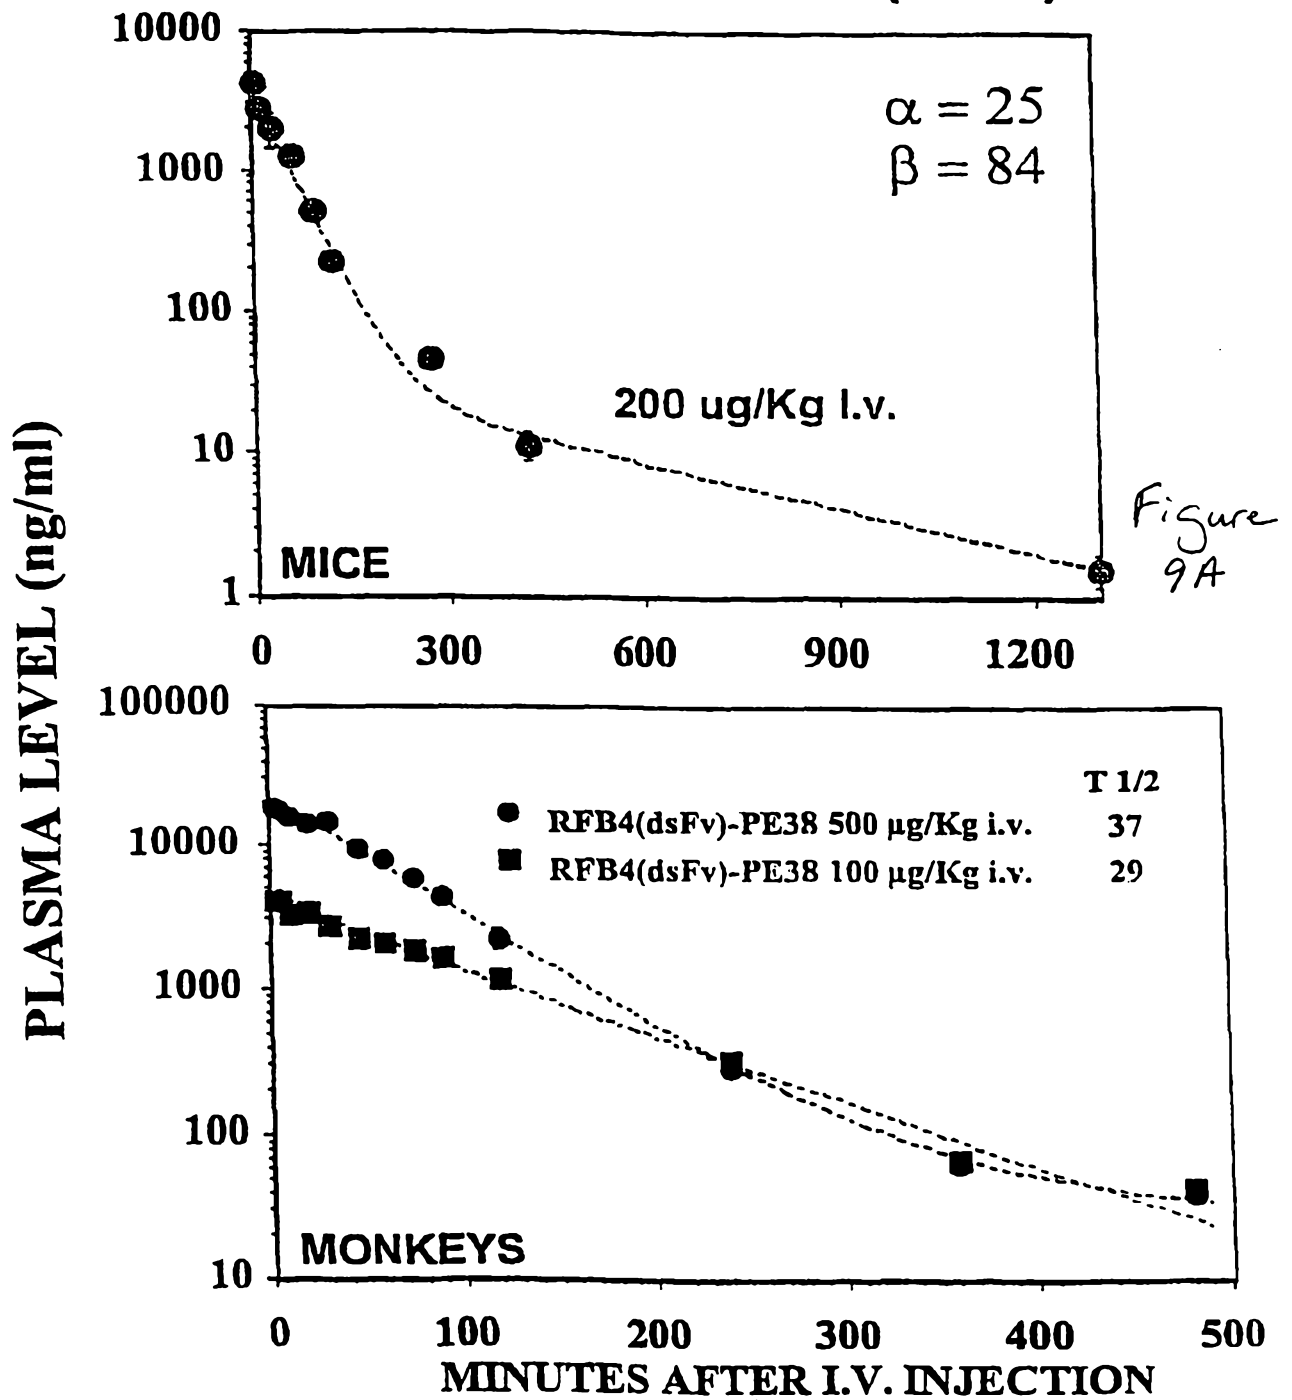 10000
1000
100
10
1
α = 25
β = 84
200 ug/Kg I.v.
MICE
0 300 600 900 1200
Figure
9A
PLASMA LEVEL (ng/ml)
100000
10000
1000
100
10
T 1/2
RFB4(dsFv)-PE38 500 µg/Kg i.v. 37
RFB4(dsFv)-PE38 100 µg/Kg i.v. 29
MONKEYS
0 100 200 300 400 500
MINUTES AFTER I.V. INJECTION